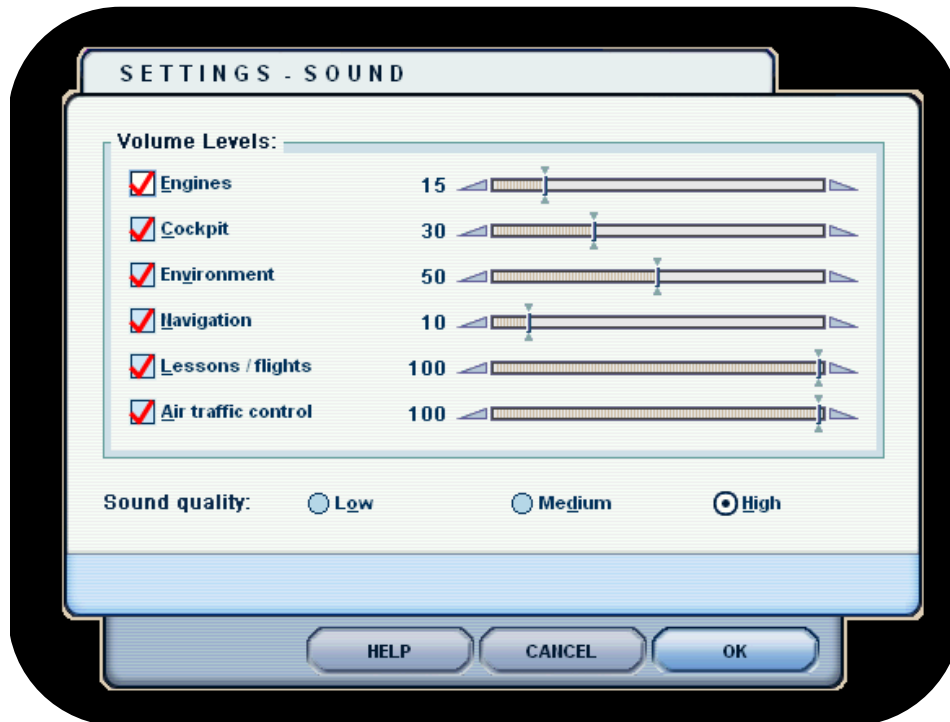 SETTINGS - SOUND
Volume Levels:
Engines 15
Cockpit 30
Environment 50
Navigation 10
Lessons / flights 100
Air traffic control 100
Sound quality: Low Medium High
HELP CANCEL OK